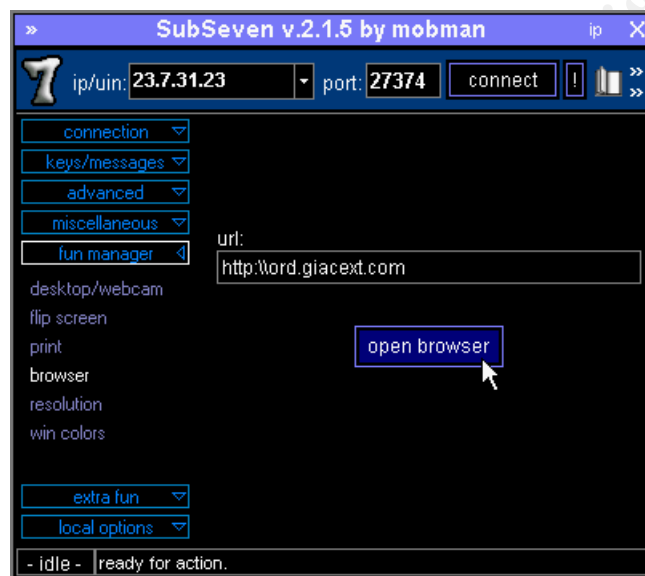 » SubSeven v.2.1.5 by mobman ip X
ip/uin: 23.7.31.23 port: 27374 connect ! »
»
connection
keys/messages
advanced
miscellaneous
fun manager
url:
http:\\ord.giacext.com
desktop/webcam
flip screen
print
open browser
browser
resolution
win colors
extra fun
local options
- idle - ready for action.